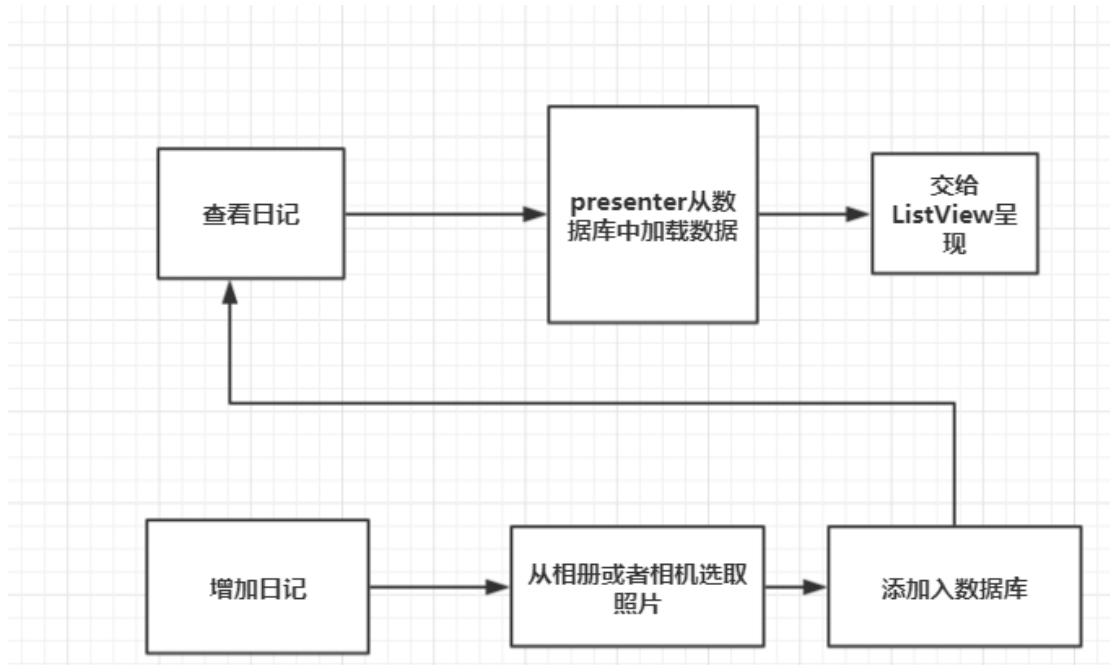 查看日记
presenter从数
据库中加载数据
交给
ListView呈
现
增加日记
从相册或者相机选取
照片
添加入数据库